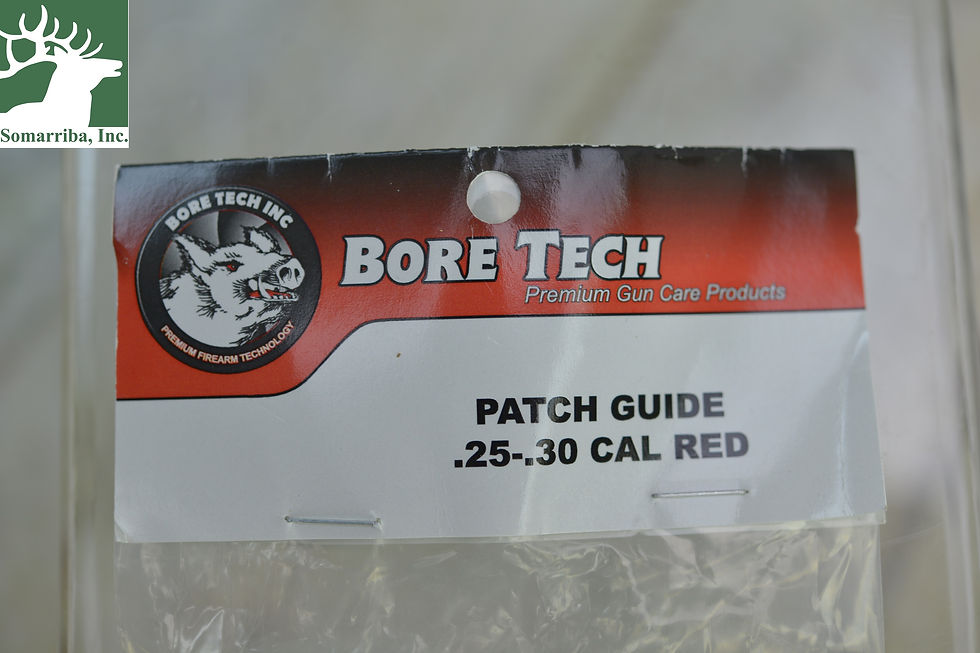 Somarriba, Inc.
BORE TECH INC
PREMIUM FIREARM TECHNOLOGY
BORE TECH
Premium Gun Care Products
PATCH GUIDE
.25-.30 CAL RED